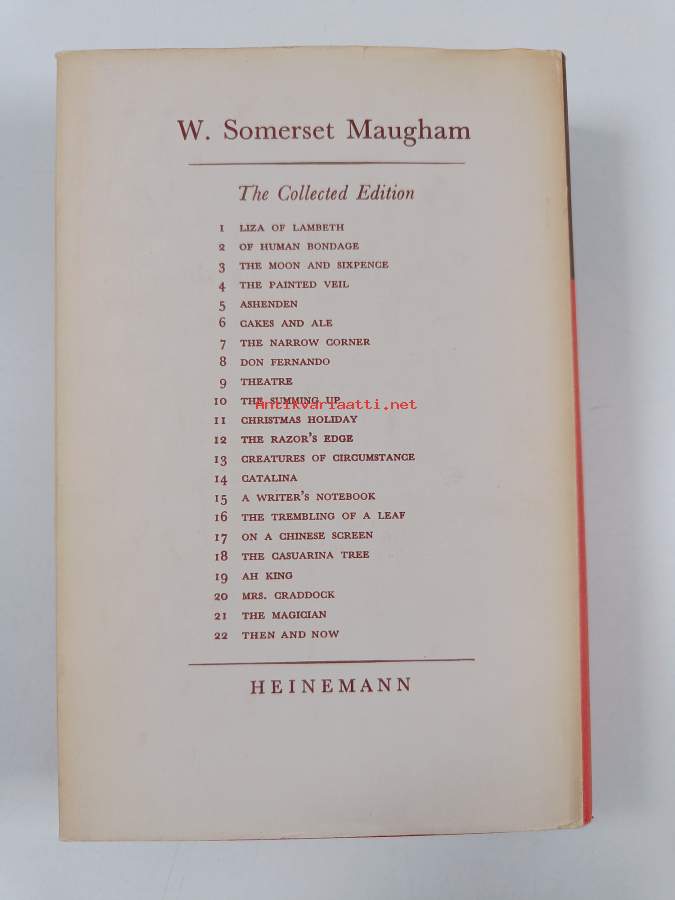 W. Somerset Maugham
The Collected Edition
1 LIZA OF LAMBETH
2 OF HUMAN BONDAGE
3 THE MOON AND SIXPENCE
4 THE PAINTED VEIL
5 ASHENDEN
6 CAKES AND ALE
7 THE NARROW CORNER
8 DON FERNANDO
9 THEATRE
10 THE SUMMING UP
Antikvariaatti.net
11 CHRISTMAS HOLIDAY
12 THE RAZOR'S EDGE
13 CREATURES OF CIRCUMSTANCE
14 CATALINA
15 A WRITER'S NOTEBOOK
16 THE TREMBLING OF A LEAF
17 ON A CHINESE SCREEN
18 THE CASUARINA TREE
19 AH KING
20 MRS. CRADDOCK
21 THE MAGICIAN
22 THEN AND NOW
HEINEMANN